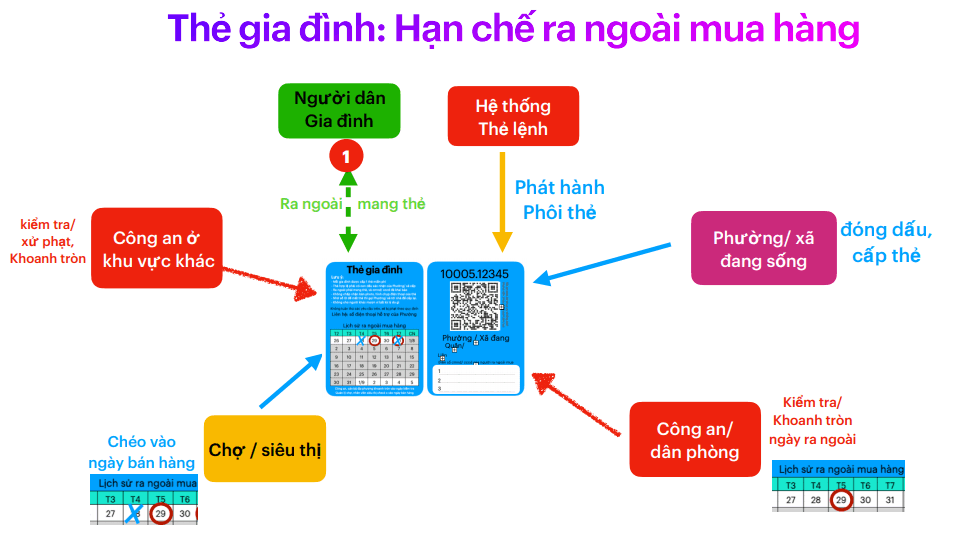 Thẻ gia đình: Hạn chế ra ngoài mua hàng
Người dân
Gia đình
Hệ thống
Thẻ lệnh
1
Ra ngoài mang thẻ
Phát hành
Phôi thẻ
kiểm tra/
xử phạt,
Khoanh tròn
Công an ở
khu vực khác
Phường/ xã
đang sống
đóng dấu,
cấp thẻ
Thẻ gia đình
Lưu ý:
Lịch sử ra ngoài mua hàng
T2 T3 T4 T5 T6 T7 CN
26 27 29 30 1/8
2 3 4 5 6 7 8
9 10 11 12 13 14 15
16 17 18 19 20 21 22
23 24 25 26 27 28 29
30 31 1/9 2 3 4 5
10005.12345
Phường / Xã đang
Quận/
1
2
3
Chợ / siêu thị
Chéo vào
ngày bán hàng
Lịch sử ra ngoài mua
T3 T4 T5 T6
27 29 30
Công an/
dân phòng
Kiểm tra/
Khoanh tròn
ngày ra ngoài
Lịch sử ra ngoài mua hàng
T3 T4 T5 T6 T7
27 28 29 30 31